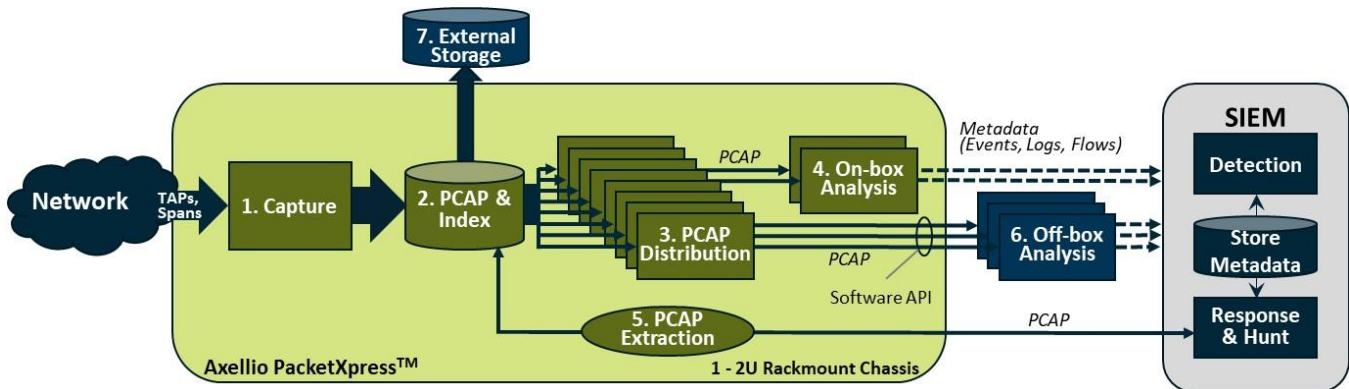 7. External
Storage
Network
TAPs,
Spans
1. Capture
2. PCAP &
Index
3. PCAP
Distribution
PCAP
4. On-box
Analysis
PCAP
Software API
5. PCAP
Extraction
Axellio PacketXpress™
1 - 2U Rackmount Chassis
Metadata
(Events, Logs, Flows)
6. Off-box
Analysis
PCAP
SIEM
Detection
Store
Metadata
Response
& Hunt